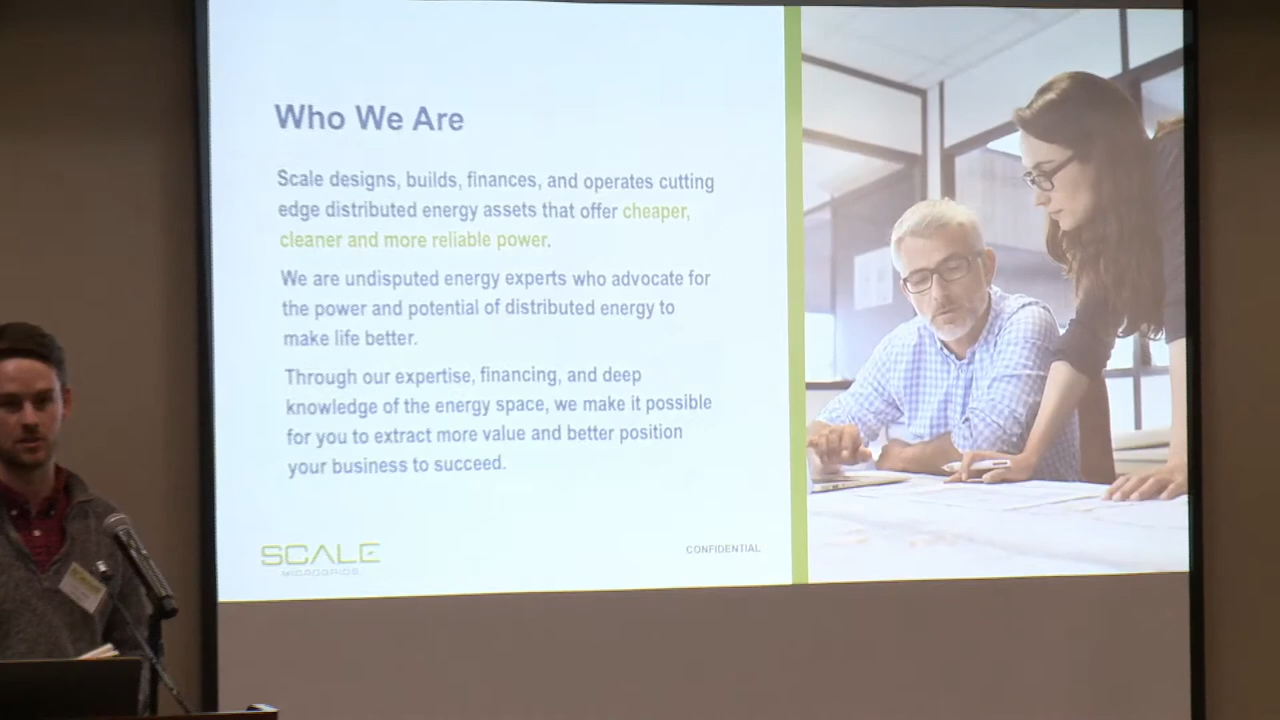 Who We Are
Scale designs, builds, finances, and operates cutting
edge distributed energy assets that offer cheaper,
cleaner and more reliable power.
We are undisputed energy experts who advocate for
the power and potential of distributed energy to
make life better.
Through our expertise, financing, and deep
knowledge of the energy space, we make it possible
for you to extract more value and better position
your business to succeed.
SCALE
MICROGRIDS
CONFIDENTIAL